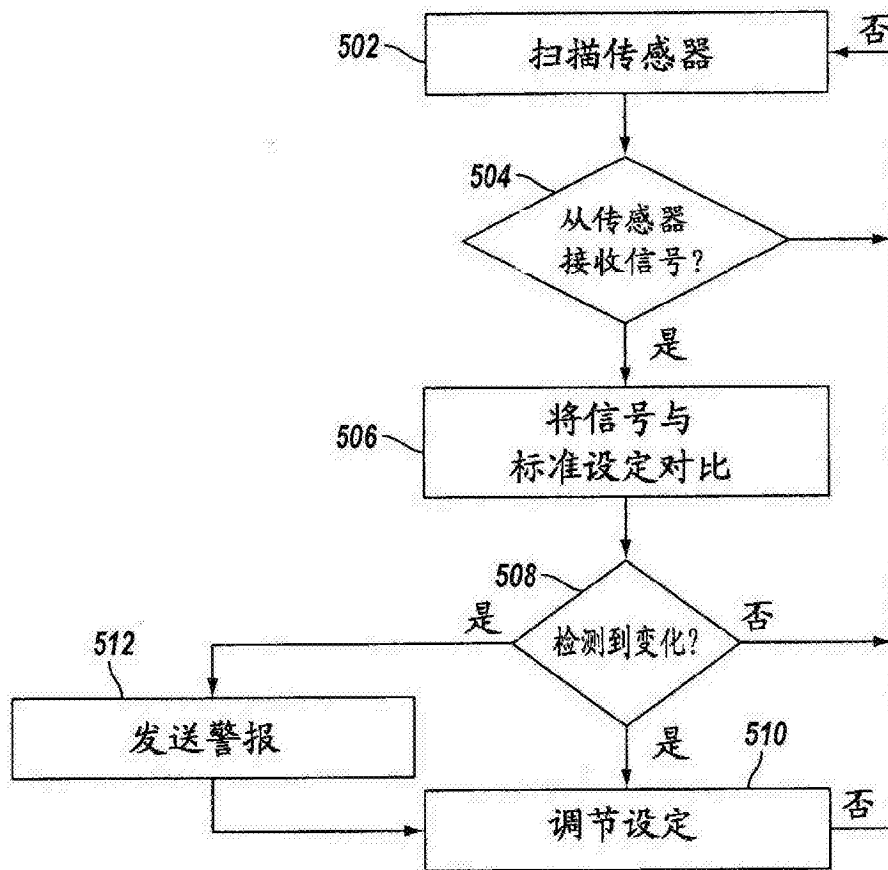 502
扫描传感器
否
504
从传感器
接收信号?
是
506
将信号与
标准设定对比
508
是
检测到变化?
否
512
发送警报
是
510
调节设定
否